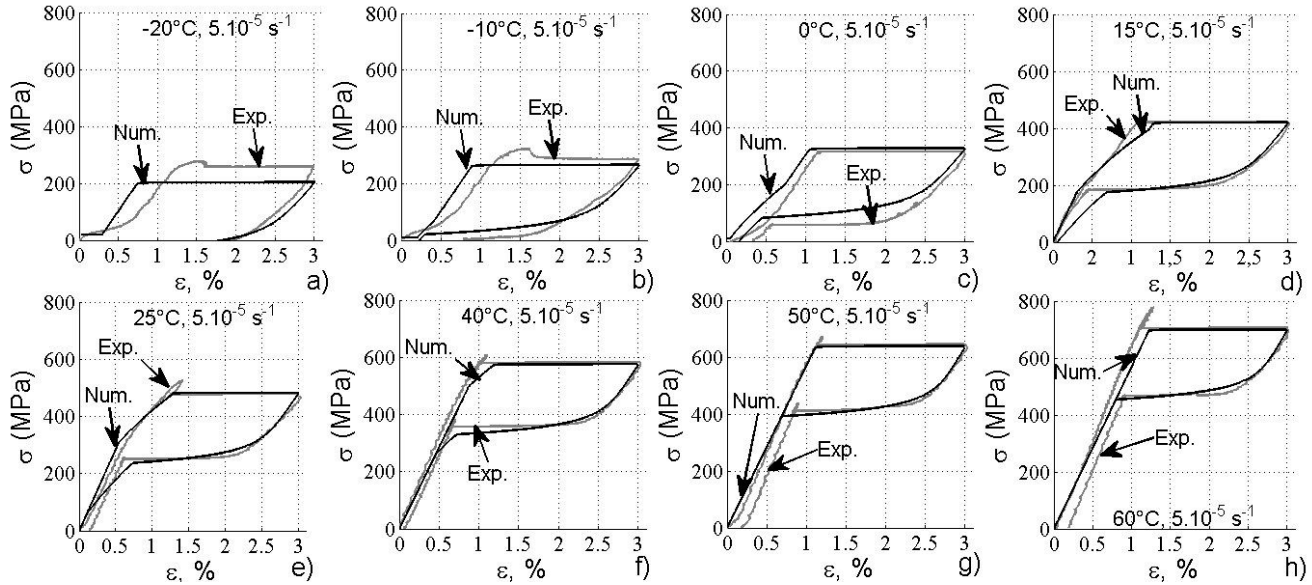 -20°C, 5.10⁻⁵ s⁻¹
800
600
400
200
0
σ (MPa)
Num.
Exp.
0 0.5 1 1.5 2 2.5 3
ε, %
a)
-10°C, 5.10⁻⁵ s⁻¹
800
600
400
200
0
σ (MPa)
Num.
Exp.
0 0.5 1 1.5 2 2.5 3
ε, %
b)
0°C, 5.10⁻⁵ s⁻¹
800
600
400
200
0
σ (MPa)
Num.
Exp.
0 0.5 1 1.5 2 2.5 3
ε, %
c)
15°C, 5.10⁻⁵ s⁻¹
800
600
400
200
0
σ (MPa)
Exp.
Num.
0 2 1 1,5 2 2,5 3
ε, %
d)
25°C, 5.10⁻⁵ s⁻¹
800
600
400
200
0
σ (MPa)
Exp.
Num.
0 0.5 1 1.5 2 2.5 3
ε, %
e)
40°C, 5.10⁻⁵ s⁻¹
800
600
400
200
0
σ (MPa)
Num.
Exp.
0 0.5 1 1.5 2 2.5 3
ε, %
f)
50°C, 5.10⁻⁵ s⁻¹
800
600
400
200
0
σ (MPa)
Num.
Exp.
0 0.5 1 1.5 2 2.5 3
ε, %
g)
800
600
400
200
0
σ (MPa)
Num.
Exp.
60°C, 5.10⁻⁵ s⁻¹
0 0.5 1 1.5 2 2.5 3
ε, %
h)